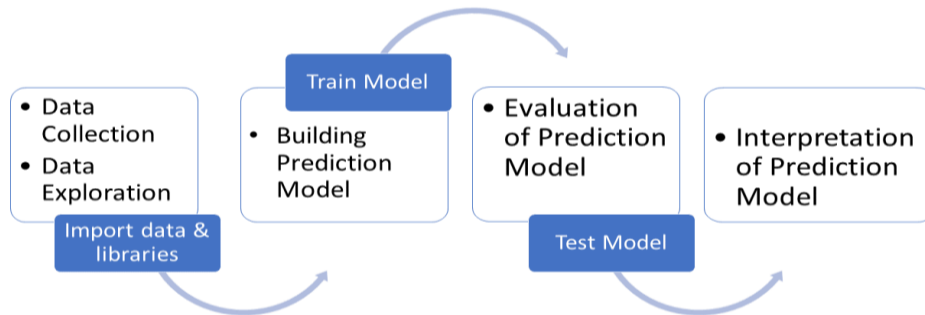 • Data
Collection
• Data
Exploration
Import data &
libraries
Train Model
• Building
Prediction
Model
• Evaluation
of Prediction
Model
Test Model
• Interpretation
of Prediction
Model